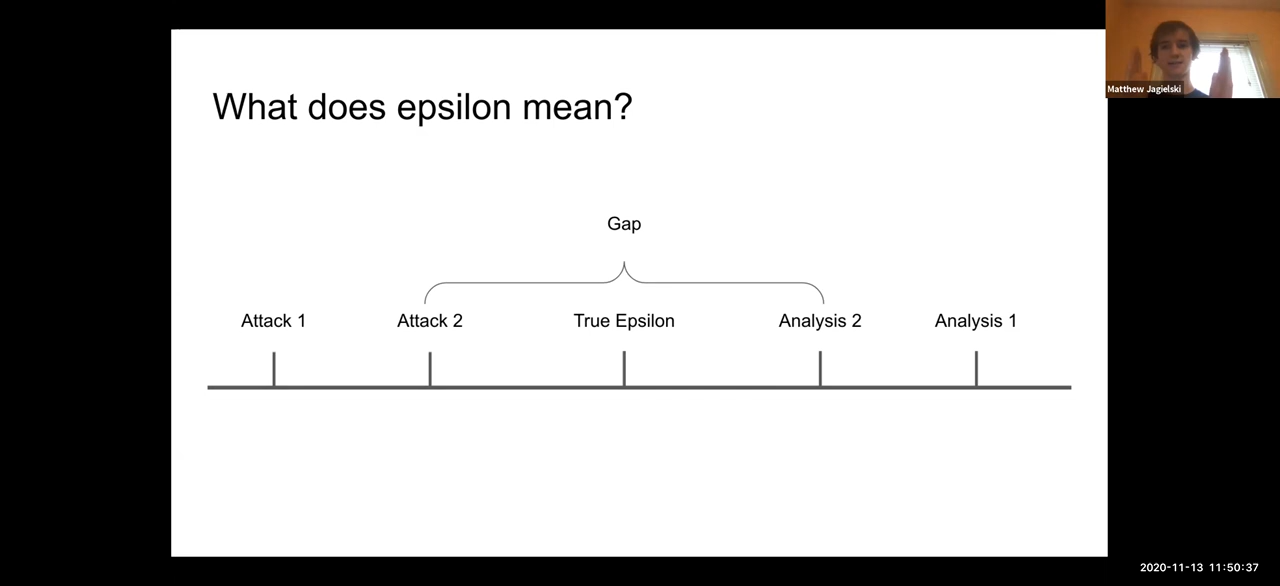 What does epsilon mean?
Matthew Jagielski
Gap
Attack 1 Attack 2 True Epsilon Analysis 2 Analysis 1
2020-11-13 11:50:37